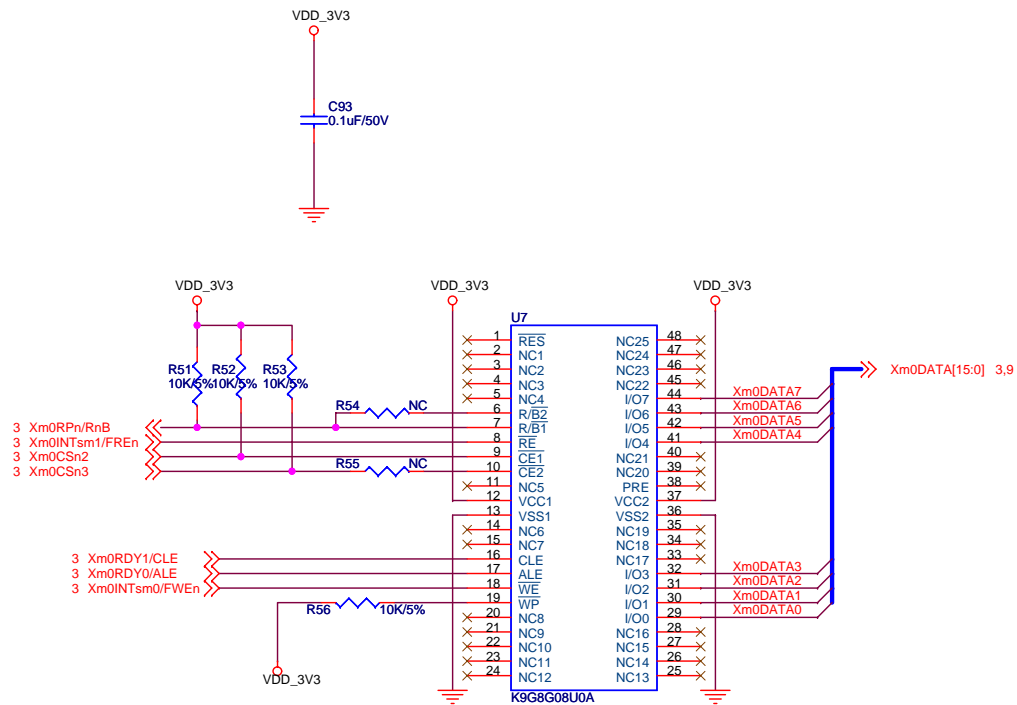 VDD_3V3
C93
0.1uF/50V
VDD_3V3
VDD_3V3
VDD_3V3
U7
R51
10K/5%
R52
10K/5%
R53
10K/5%
R54 NC
R55 NC
3 Xm0RPn/RnB
3 Xm0INTsm1/FREn
3 Xm0CSn2
3 Xm0CSn3
3 Xm0RDY1/CLE
3 Xm0RDY0/ALE
3 Xm0INTsm0/FWEn
R56 10K/5%
VDD_3V3
1 RES
2 NC1
3 NC2
4 NC3
5 NC4
6 R/B2
7 R/B1
8 RE
9 CE1
10 CE2
11 NC5
12 VCC1
13 VSS1
14 NC6
15 NC7
16 CLE
17 ALE
18 WE
19 WP
20 NC8
21 NC9
22 NC10
23 NC11
24 NC12
NC25 48
NC24 47
NC23 46
NC22 45
I/O7 44 Xm0DATA7
I/O6 43 Xm0DATA6
I/O5 42 Xm0DATA5
I/O4 41 Xm0DATA4
NC21 40
NC20 39
PRE 38
VCC2 37
VSS2 36
NC19 35
NC18 34
NC17 33
I/O3 32 Xm0DATA3
I/O2 31 Xm0DATA2
I/O1 30 Xm0DATA1
I/O0 29 Xm0DATA0
NC16 28
NC15 27
NC14 26
NC13 25
K9G8G08U0A
Xm0DATA[15:0] 3,9